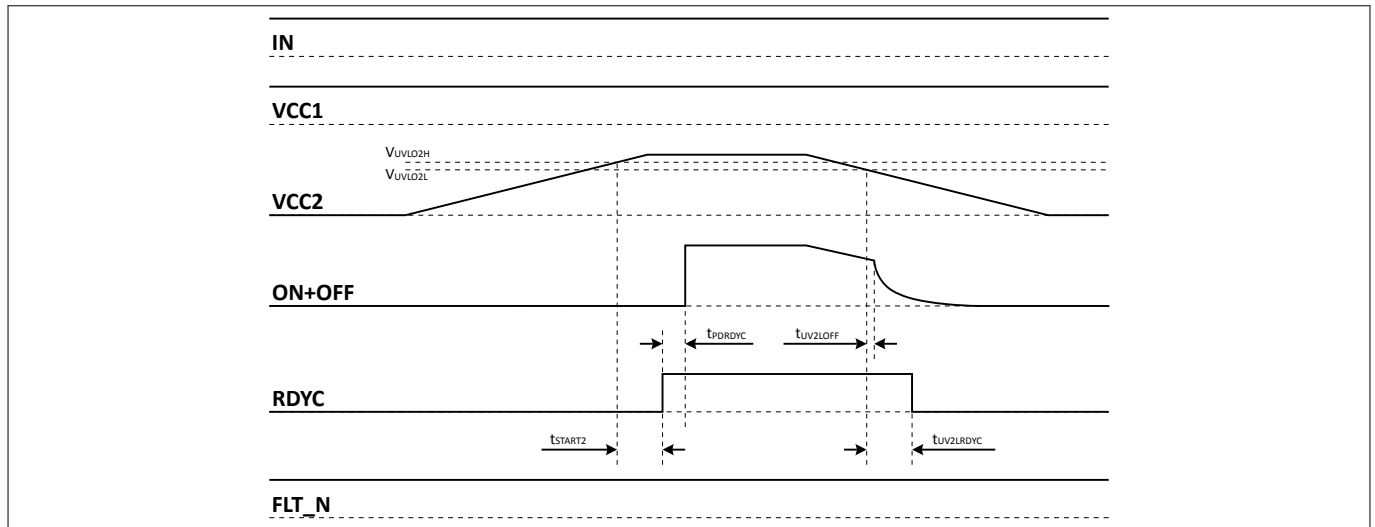 IN
VCC1
VUVLO2H
VUVLO2L
VCC2
ON+OFF
tPDRDYC
tUV2LOFF
RDYC
tSTART2
tUV2LRDYC
FLT_N